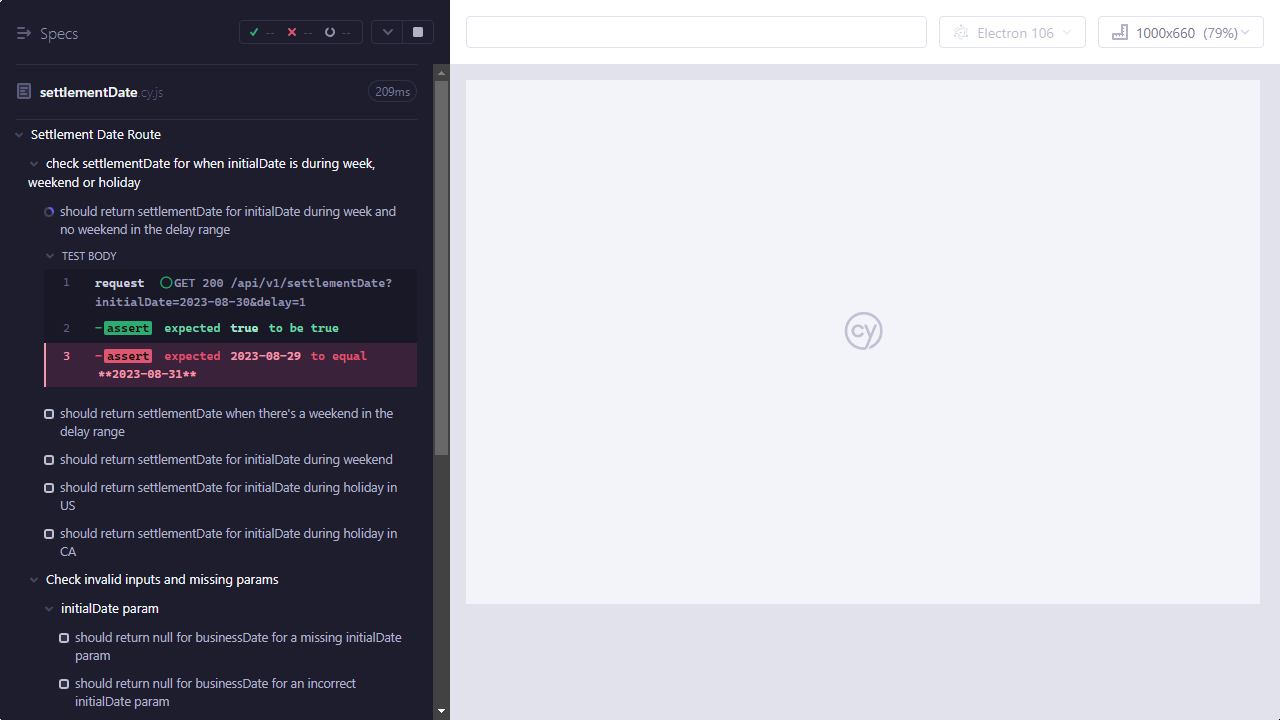 Specs
--
--
--
Electron 106
1000x660 (79%)
settlementDate.cy.js
209ms
Settlement Date Route
check settlementDate for when initialDate is during week,
weekend or holiday
should return settlementDate for initialDate during week and
no weekend in the delay range
TEST BODY
1 request GET 200 /api/v1/settlementDate?
initialDate=2023-08-30&delay=1
2 -assert expected true to be true
3 -assert expected 2023-08-29 to equal
**2023-08-31**
should return settlementDate when there's a weekend in the
delay range
should return settlementDate for initialDate during weekend
should return settlementDate for initialDate during holiday in
US
should return settlementDate for initialDate during holiday in
CA
Check invalid inputs and missing params
initialDate param
should return null for businessDate for a missing initialDate
param
should return null for businessDate for an incorrect
initialDate param
cy